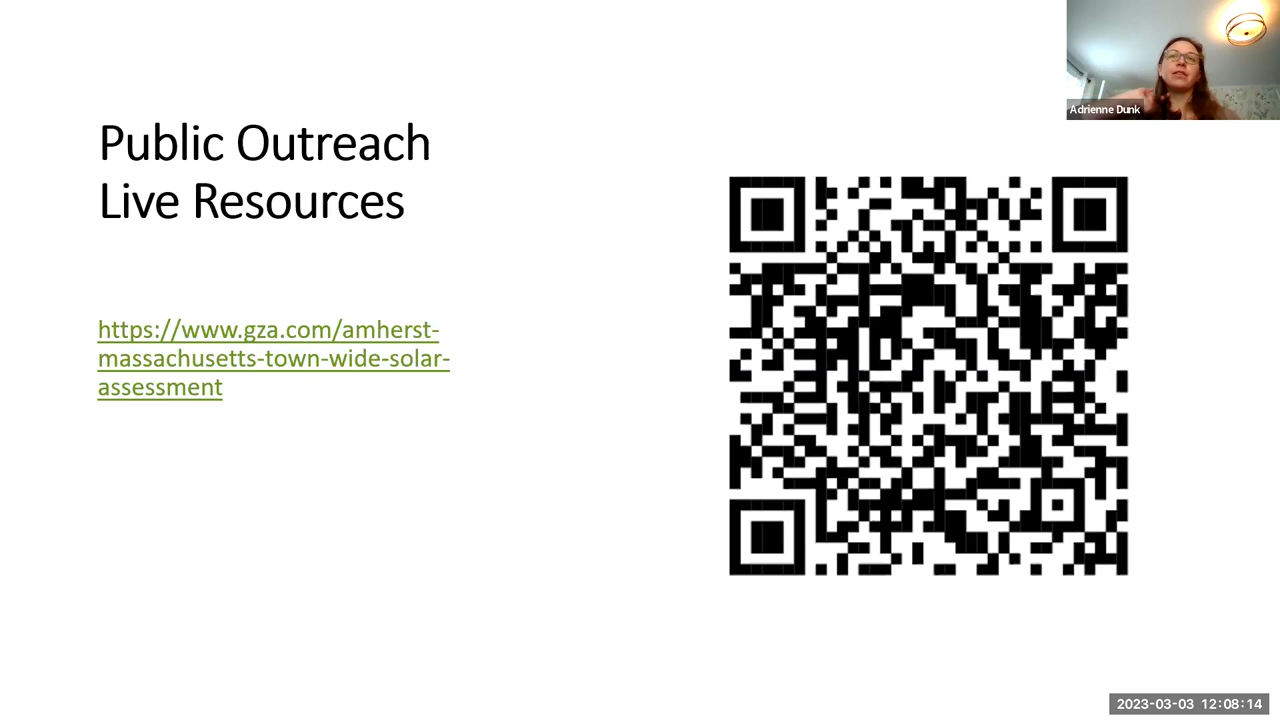 Adrienne Dunk
Public Outreach
Live Resources
https://www.gza.com/amherst-
massachusetts-town-wide-solar-
assessment
2023-03-03 12:08:14